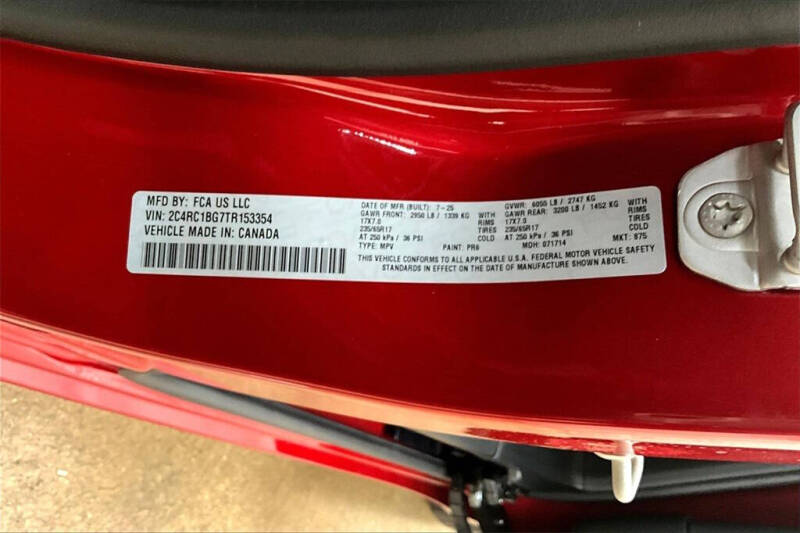 MFD BY: FCA US LLC
VIN: 2C4RC1BG7TR153354
VEHICLE MADE IN: CANADA
DATE OF MFR (BUILT): 7-25 GVWR: 6055 LB / 2747 KG
GAWR FRONT: 2950 LB / 1339 KG WITH GAWR REAR: 3200 LB / 1452 KG WITH
17X7.0 RIMS 17X7.0 RIMS
235/65R17 TIRES 235/65R17 TIRES
AT 250 kPa / 36 PSI COLD AT 250 kPa / 36 PSI COLD
TYPE: MPV PAINT: PR6 MDH: 071714 MKT: 975
THIS VEHICLE CONFORMS TO ALL APPLICABLE U.S.A. FEDERAL MOTOR VEHICLE SAFETY
STANDARDS IN EFFECT ON THE DATE OF MANUFACTURE SHOWN ABOVE.